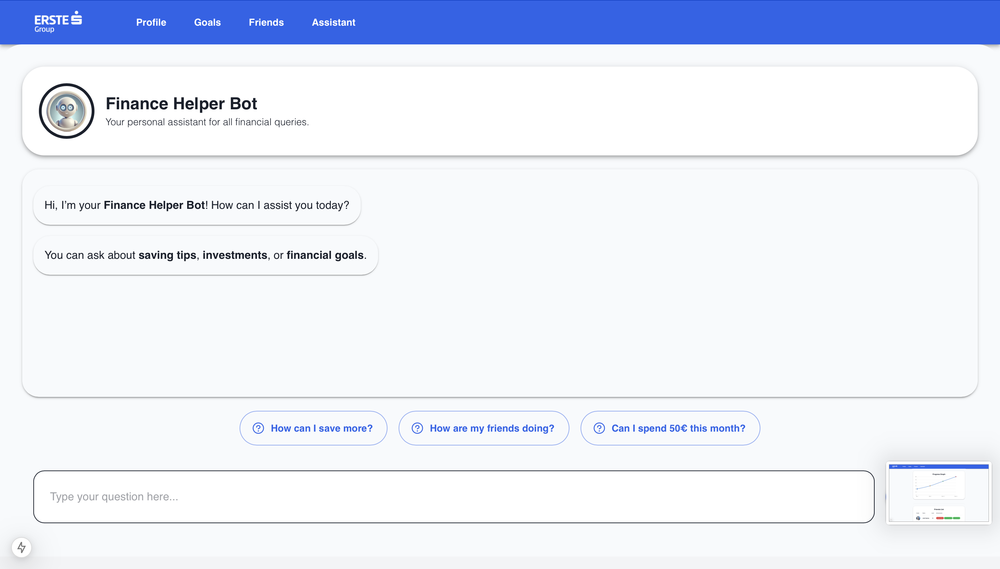 ERSTE
Group
Profile Goals Friends Assistant
Finance Helper Bot
Your personal assistant for all financial queries.
Hi, I’m your Finance Helper Bot! How can I assist you today?
You can ask about saving tips, investments, or financial goals.
How can I save more? How are my friends doing? Can I spend 50€ this month?
Type your question here...
Progress Graph
Friends List